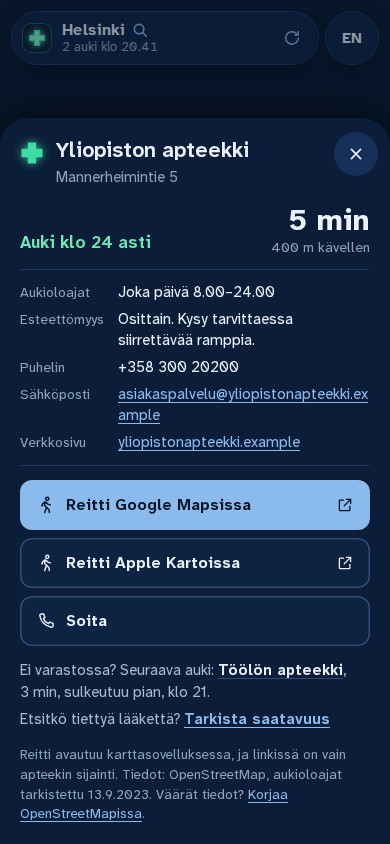 Helsinki
2 auki klo 20.41
EN
Yliopiston apteekki
Mannerheimintie 5
5 min
Auki klo 24 asti
400 m kävellen
Aukioloajat Joka päivä 8.00–24.00
Esteettömyys Osittain. Kysy tarvittaessa
siirrettävää ramppia.
Puhelin +358 300 20200
Sähköposti asiakaspalvelu@yliopistonapteekki.ex
ample
Verkkosivu yliopistonapteekki.example
Reitti Google Mapsissa
Reitti Apple Kartoissa
Soita
Ei varastossa? Seuraava auki: Töölön apteekki,
3 min, sulkeutuu pian, klo 21.
Etsitkö tiettyä lääkettä? Tarkista saatavuus
Reitti avautuu karttasovelluksessa, ja linkissä on vain
apteekin sijainti. Tiedot: OpenStreetMap, aukioloajat
tarkistettu 13.9.2023. Väärät tiedot? Korjaa
OpenStreetMapissa.